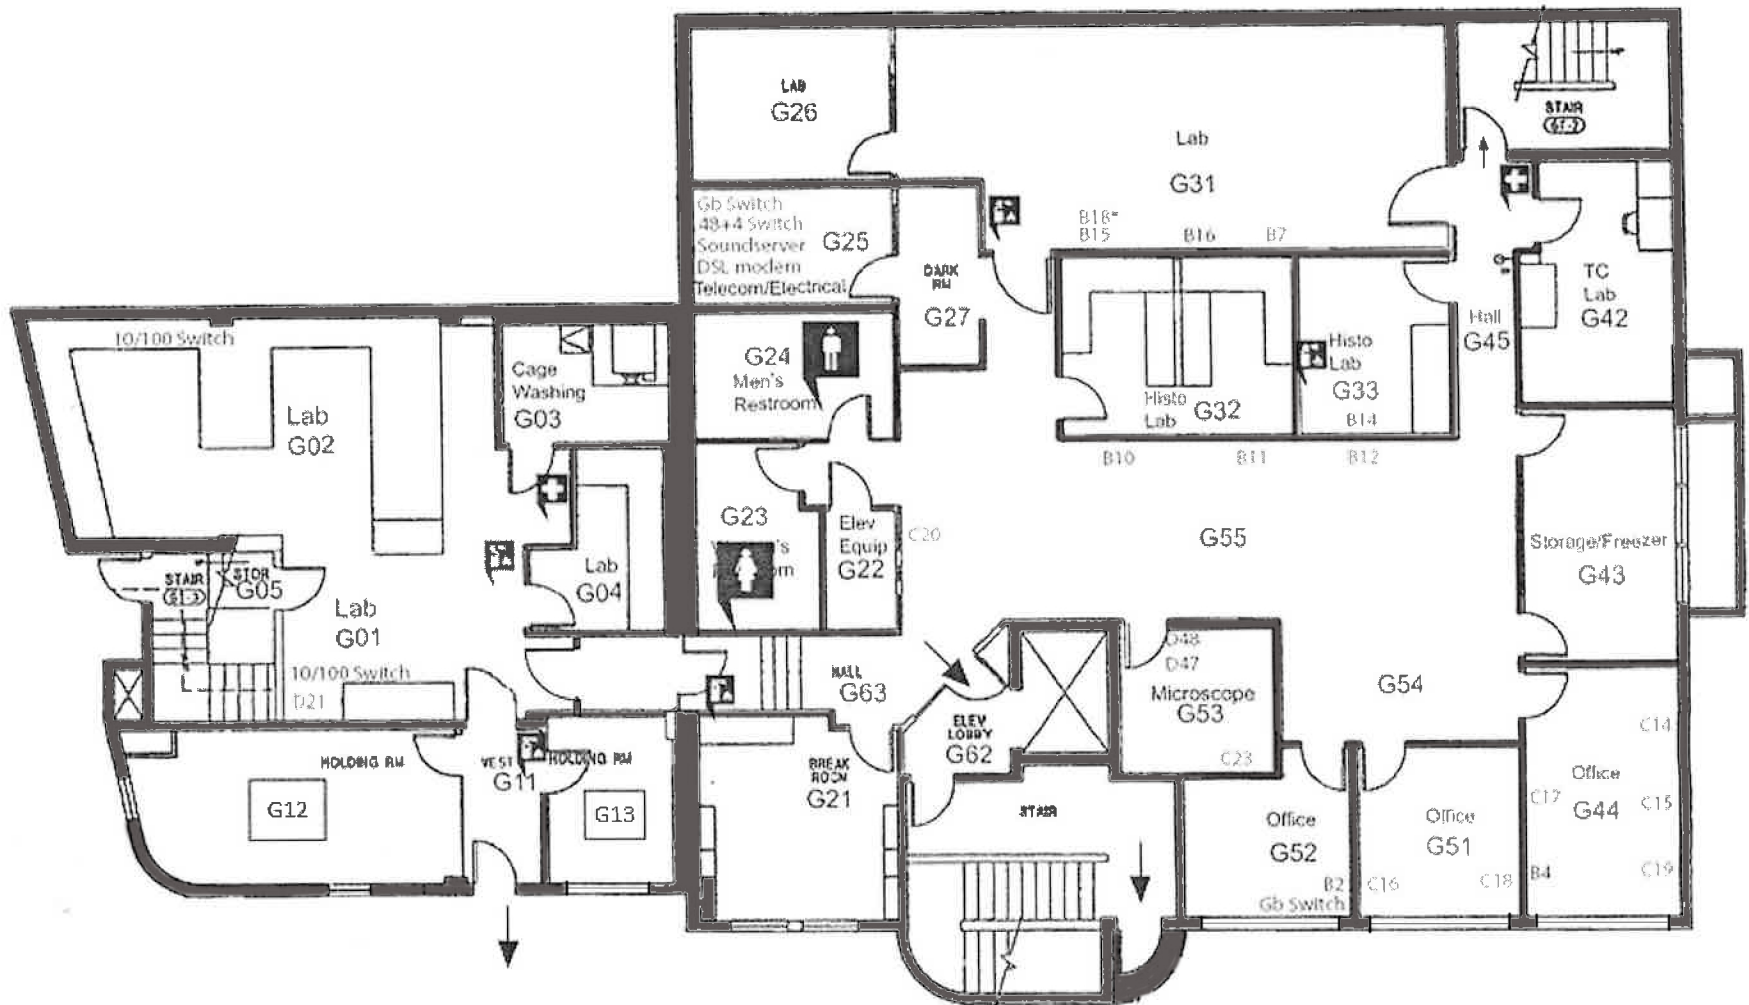 LAB
G26
Lab
G31
STAIR
G1-2
Gb Switch
48+4 Switch
Soundserver
DSL modem
Telecom/Electrical
G25
DARK
RM
G27
B18*
B15
B16
B7
TC
Lab
G42
Hall
G45
10/100 Switch
Lab
G02
Cage
Washing
G03
G24
Men's
Restroom
Histo
Lab
G32
Histo
Lab
G33
B14
B10
B11
B12
G23
Elev
Equip
G22
C20
G55
Storage/Freezer
G43
STAIR
G1-3
STOR
G05
Lab
G04
Lab
G01
10/100 Switch
D21
HALL
G63
ELEV
LOBBY
G62
D48
D47
Microscope
G53
C23
G54
HOLDING RM
G12
VEST
G11
HOLDING RM
G13
BREAK
ROOM
G21
STAIR
Office
G52
B2
Gb Switch
Office
G51
C16
C18
C14
Office
G44
C17
C15
B4
C19